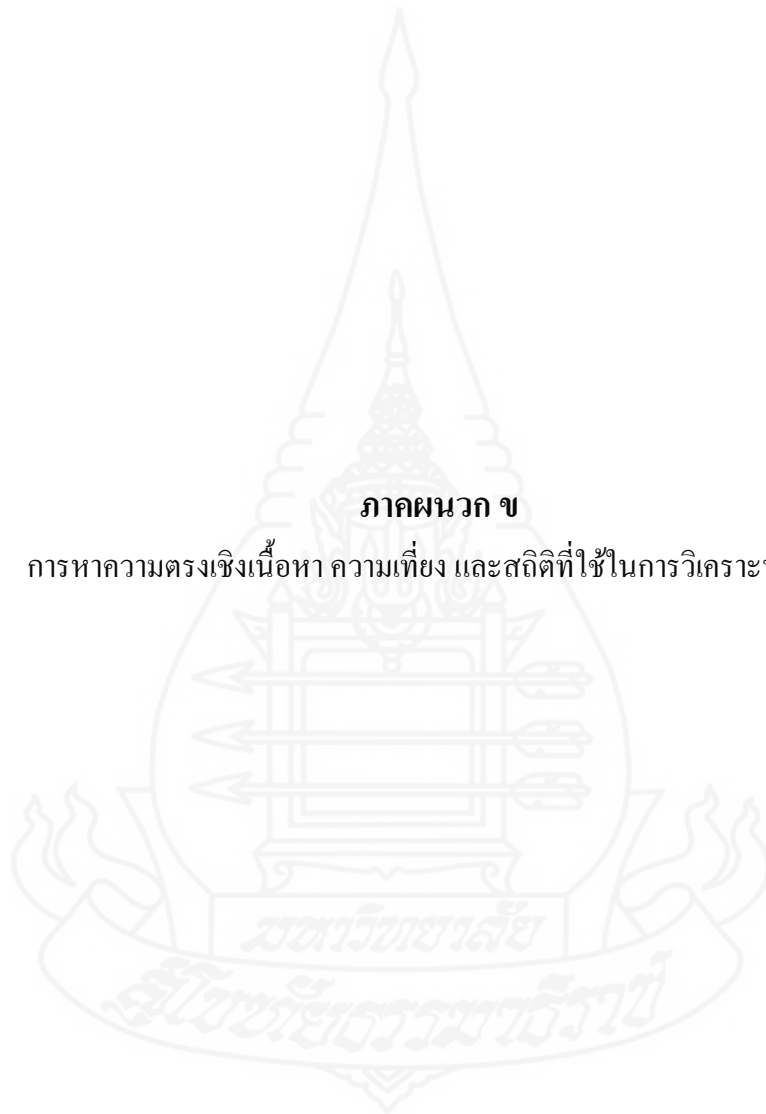 ภาคผนวก ข
การหาความตรงเชิงเนื้อหา ความเที่ยง และสถิติที่ใช้ในการวิเคราะห
มหาวิทยาลัย
สุโขทัยธรรมาธิราช